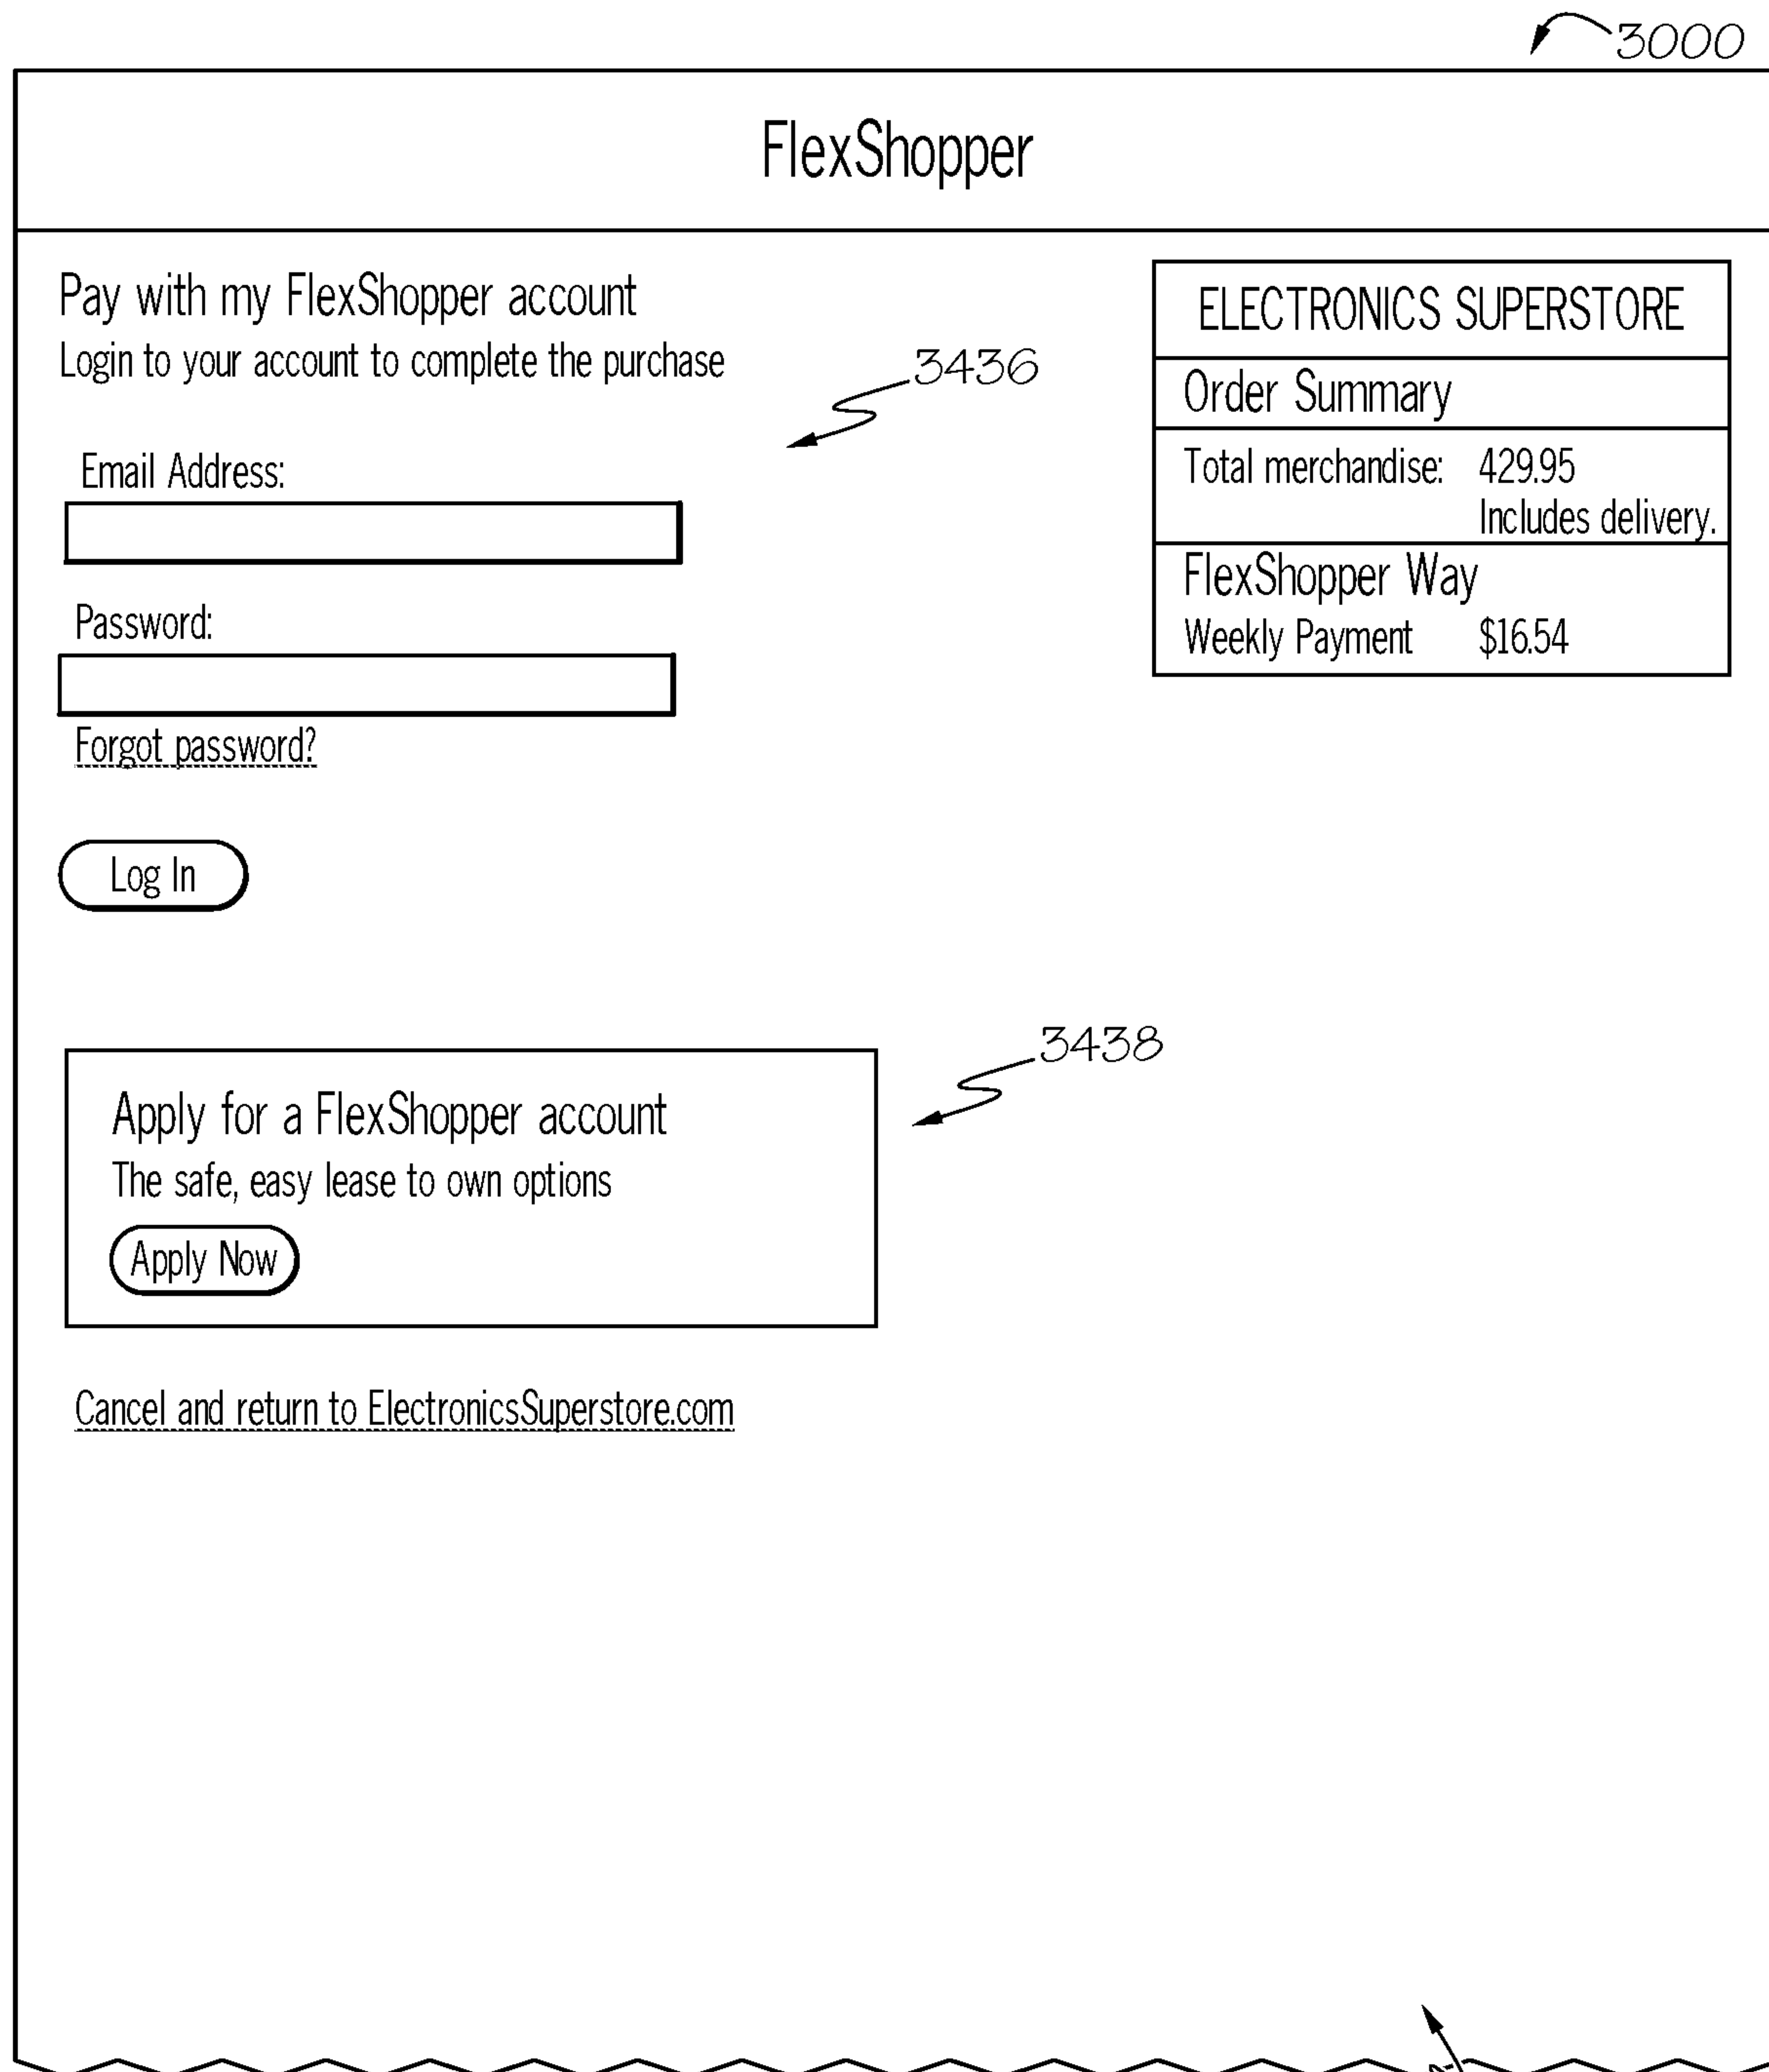 3000
FlexShopper
Pay with my FlexShopper account
Login to your account to complete the purchase
3436
Email Address:
Password:
Forgot password?
Log In
ELECTRONICS SUPERSTORE
Order Summary
Total merchandise: 429.95
Includes delivery.
FlexShopper Way
Weekly Payment $16.54
3438
Apply for a FlexShopper account
The safe, easy lease to own options
Apply Now
Cancel and return to ElectronicsSuperstore.com